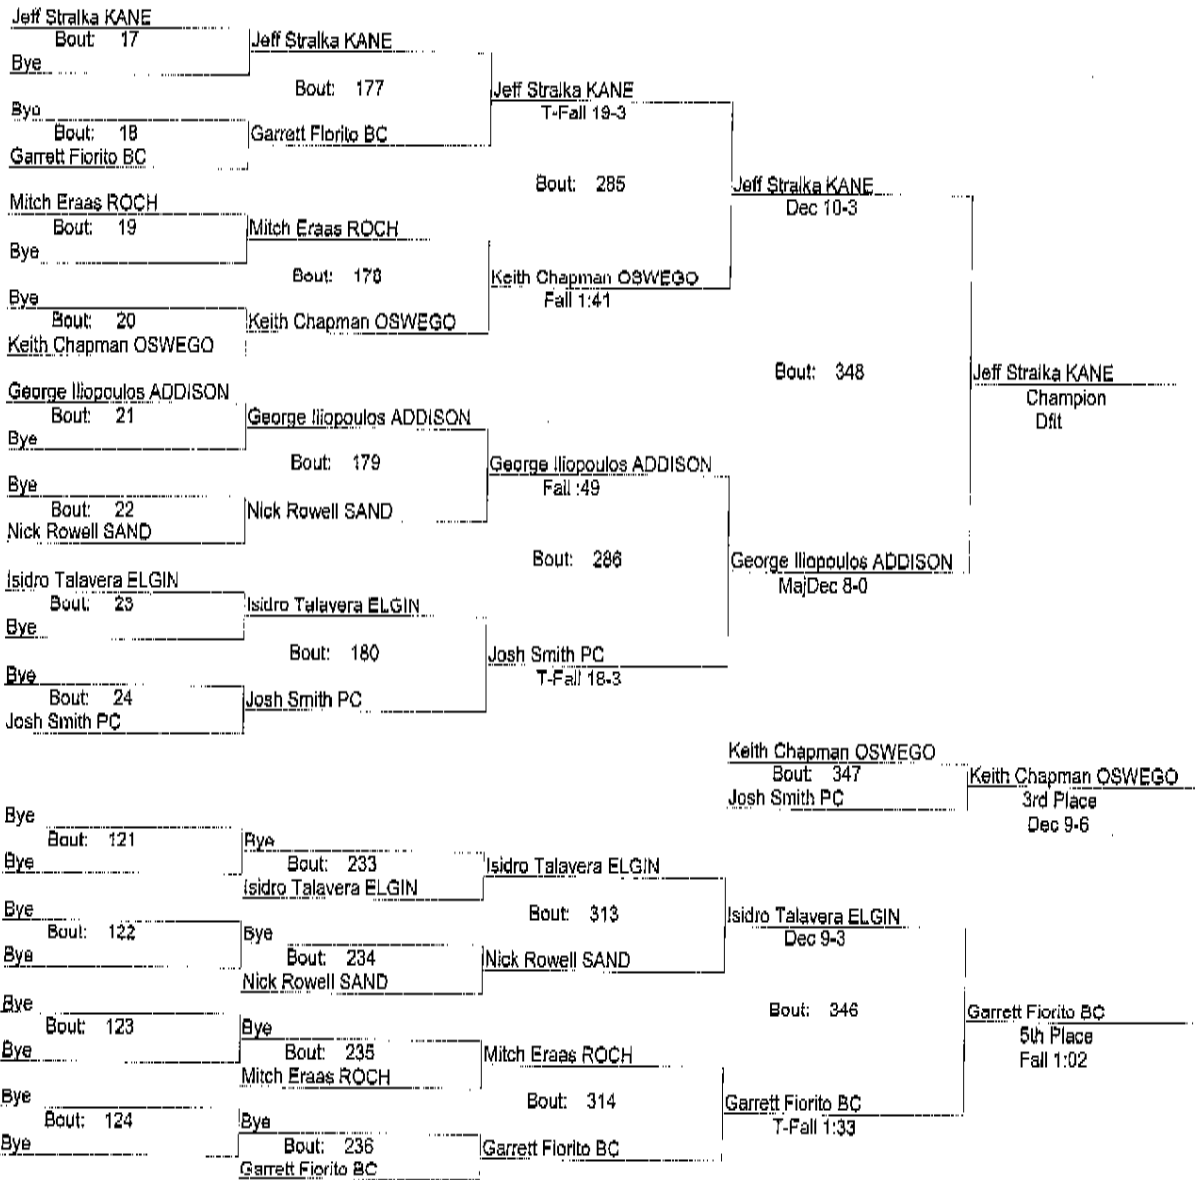 Jeff Stralka KANE
Bout: 17
Bye
Jeff Stralka KANE
Bout: 177
Bye
Bout: 18
Garrett Fiorito BC
Garrett Fiorito BC
Jeff Stralka KANE
T-Fall 19-3
Bout: 285
Mitch Eraas ROCH
Bout: 19
Bye
Mitch Eraas ROCH
Bout: 178
Bye
Bout: 20
Keith Chapman OSWEGO
Keith Chapman OSWEGO
Keith Chapman OSWEGO
Fall 1:41
Jeff Stralka KANE
Dec 10-3
Bout: 348
Jeff Stralka KANE
Champion
Dflt
George Iliopoulos ADDISON
Bout: 21
Bye
George Iliopoulos ADDISON
Bout: 179
Bye
Bout: 22
Nick Rowell SAND
Nick Rowell SAND
George Iliopoulos ADDISON
Fall :49
Bout: 286
George Iliopoulos ADDISON
MajDec 8-0
Isidro Talavera ELGIN
Bout: 23
Bye
Isidro Talavera ELGIN
Bout: 180
Bye
Bout: 24
Josh Smith PC
Josh Smith PC
Josh Smith PC
T-Fall 18-3
Keith Chapman OSWEGO
Bout: 347
Josh Smith PC
Keith Chapman OSWEGO
3rd Place
Dec 9-6
Bye
Bout: 121
Bye
Bye
Bout: 233
Isidro Talavera ELGIN
Isidro Talavera ELGIN
Bout: 313
Bye
Bout: 122
Bye
Bye
Bout: 234
Nick Rowell SAND
Nick Rowell SAND
Isidro Talavera ELGIN
Dec 9-3
Bout: 346
Garrett Fiorito BC
5th Place
Fall 1:02
Bye
Bout: 123
Bye
Bye
Bout: 235
Mitch Eraas ROCH
Mitch Eraas ROCH
Bout: 314
Bye
Bout: 124
Bye
Bye
Bout: 236
Garrett Fiorito BC
Garrett Fiorito BC
Garrett Fiorito BC
T-Fall 1:33